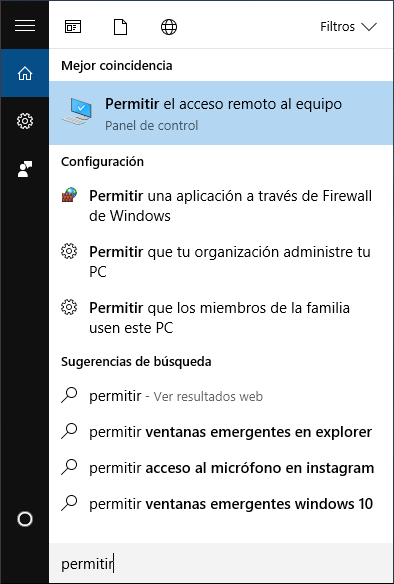 Filtros
Mejor coincidencia
Permitir el acceso remoto al equipo
Panel de control
Configuración
Permitir una aplicación a través de Firewall
de Windows
Permitir que tu organización administre tu
PC
Permitir que los miembros de la familia
usen este PC
Sugerencias de búsqueda
permitir - Ver resultados web
permitir ventanas emergentes en explorer
permitir acceso al micrófono en instagram
permitir ventanas emergentes windows 10
permitir